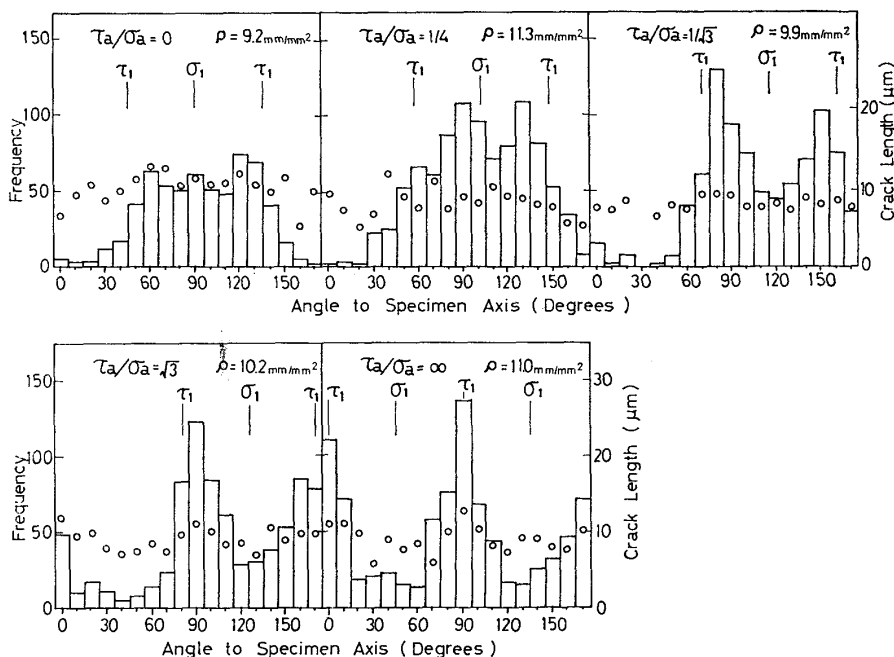 τa/σa = 0 ρ = 9.2 mm/mm²
τ1 σ1 τ1
τa/σa = 1/4 ρ = 11.3 mm/mm²
τ1 σ1 τ1
τa/σa = 1/√3 ρ = 9.9 mm/mm²
τ1 σ1 τ1
150
100
50
0
Frequency
20
10
0
Crack Length (μm)
0 30 60 90 120 150 0 30 60 90 120 150 0 30 60 90 120 150
Angle to Specimen Axis (Degrees)
Angle to Specimen Axis (Degrees)
τa/σa = √3 ρ = 10.2 mm/mm²
τ1 σ1 τ1
τa/σa = ∞ ρ = 11.0 mm/mm²
τ1 σ1 τ1 σ1
150
100
50
0
Frequency
30
20
10
0
Crack Length (μm)
0 30 60 90 120 150 0 30 60 90 120 150
Angle to Specimen Axis (Degrees)